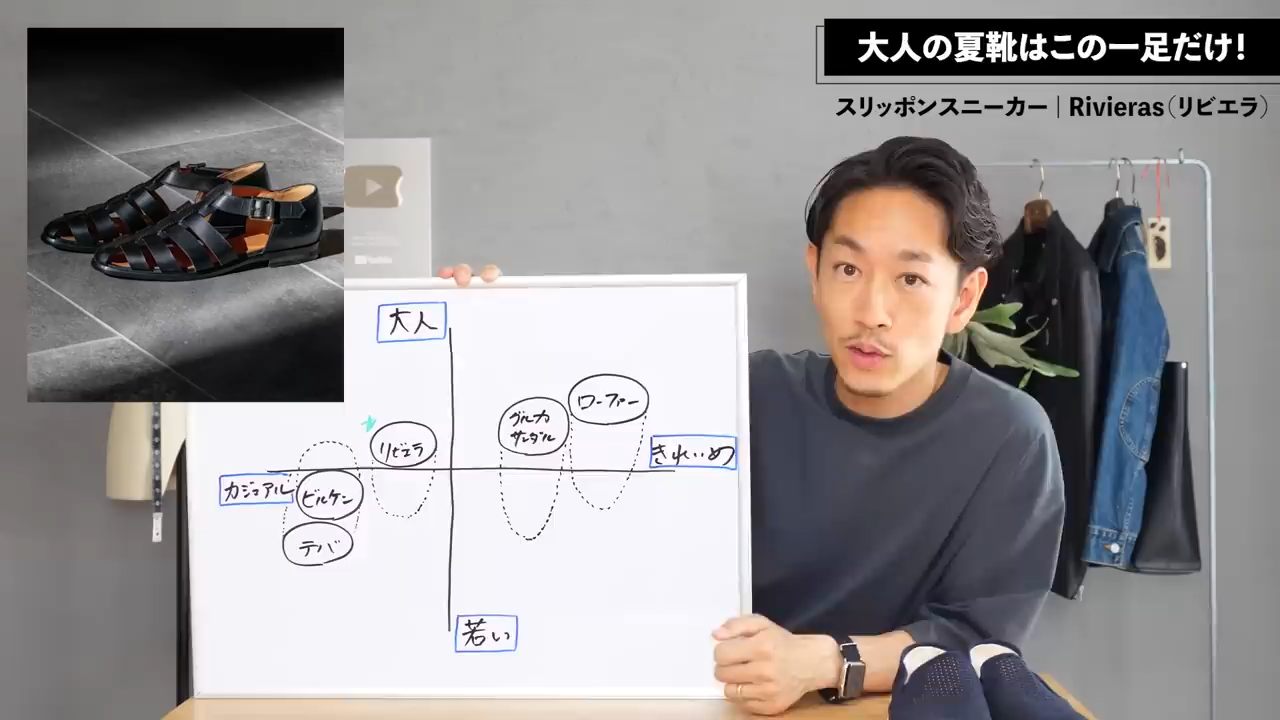 大人の夏靴はこの一足だけ!
スリッポンスニーカー｜Rivieras(リビエラ)
大人
ローファー
グルカ
サンダル
リビエラ
きれいめ
カジュアル
ビルケン
テバ
若い